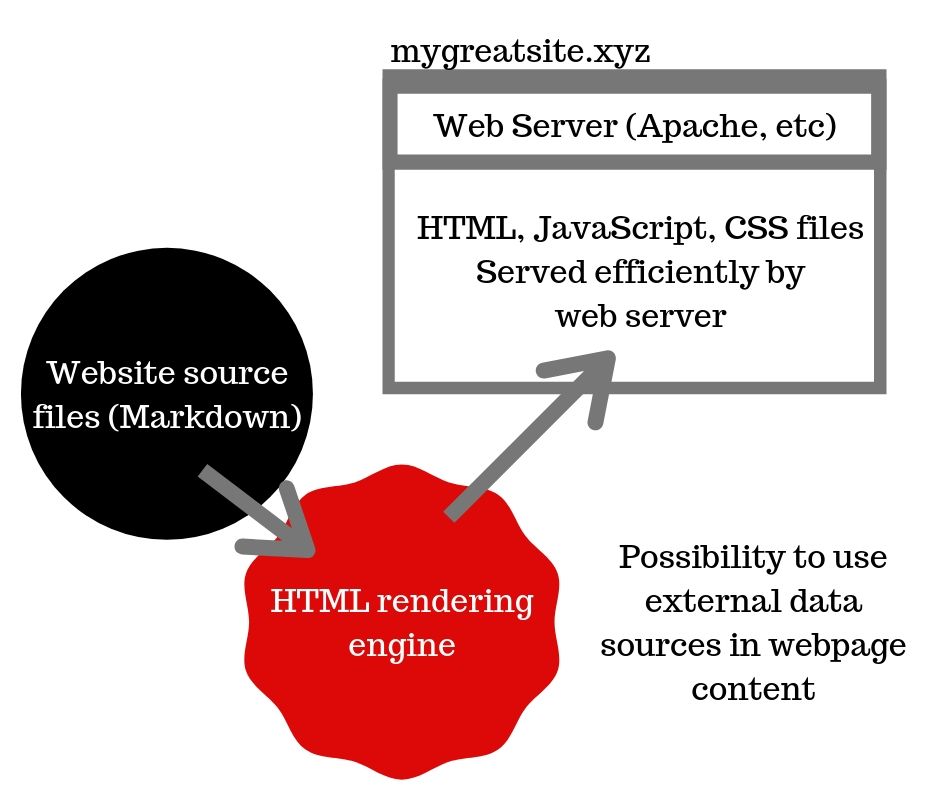 mygreatsite.xyz
Web Server (Apache, etc)
HTML, JavaScript, CSS files
Served efficiently by
web server
Website source
files (Markdown)
HTML rendering
engine
Possibility to use
external data
sources in webpage
content